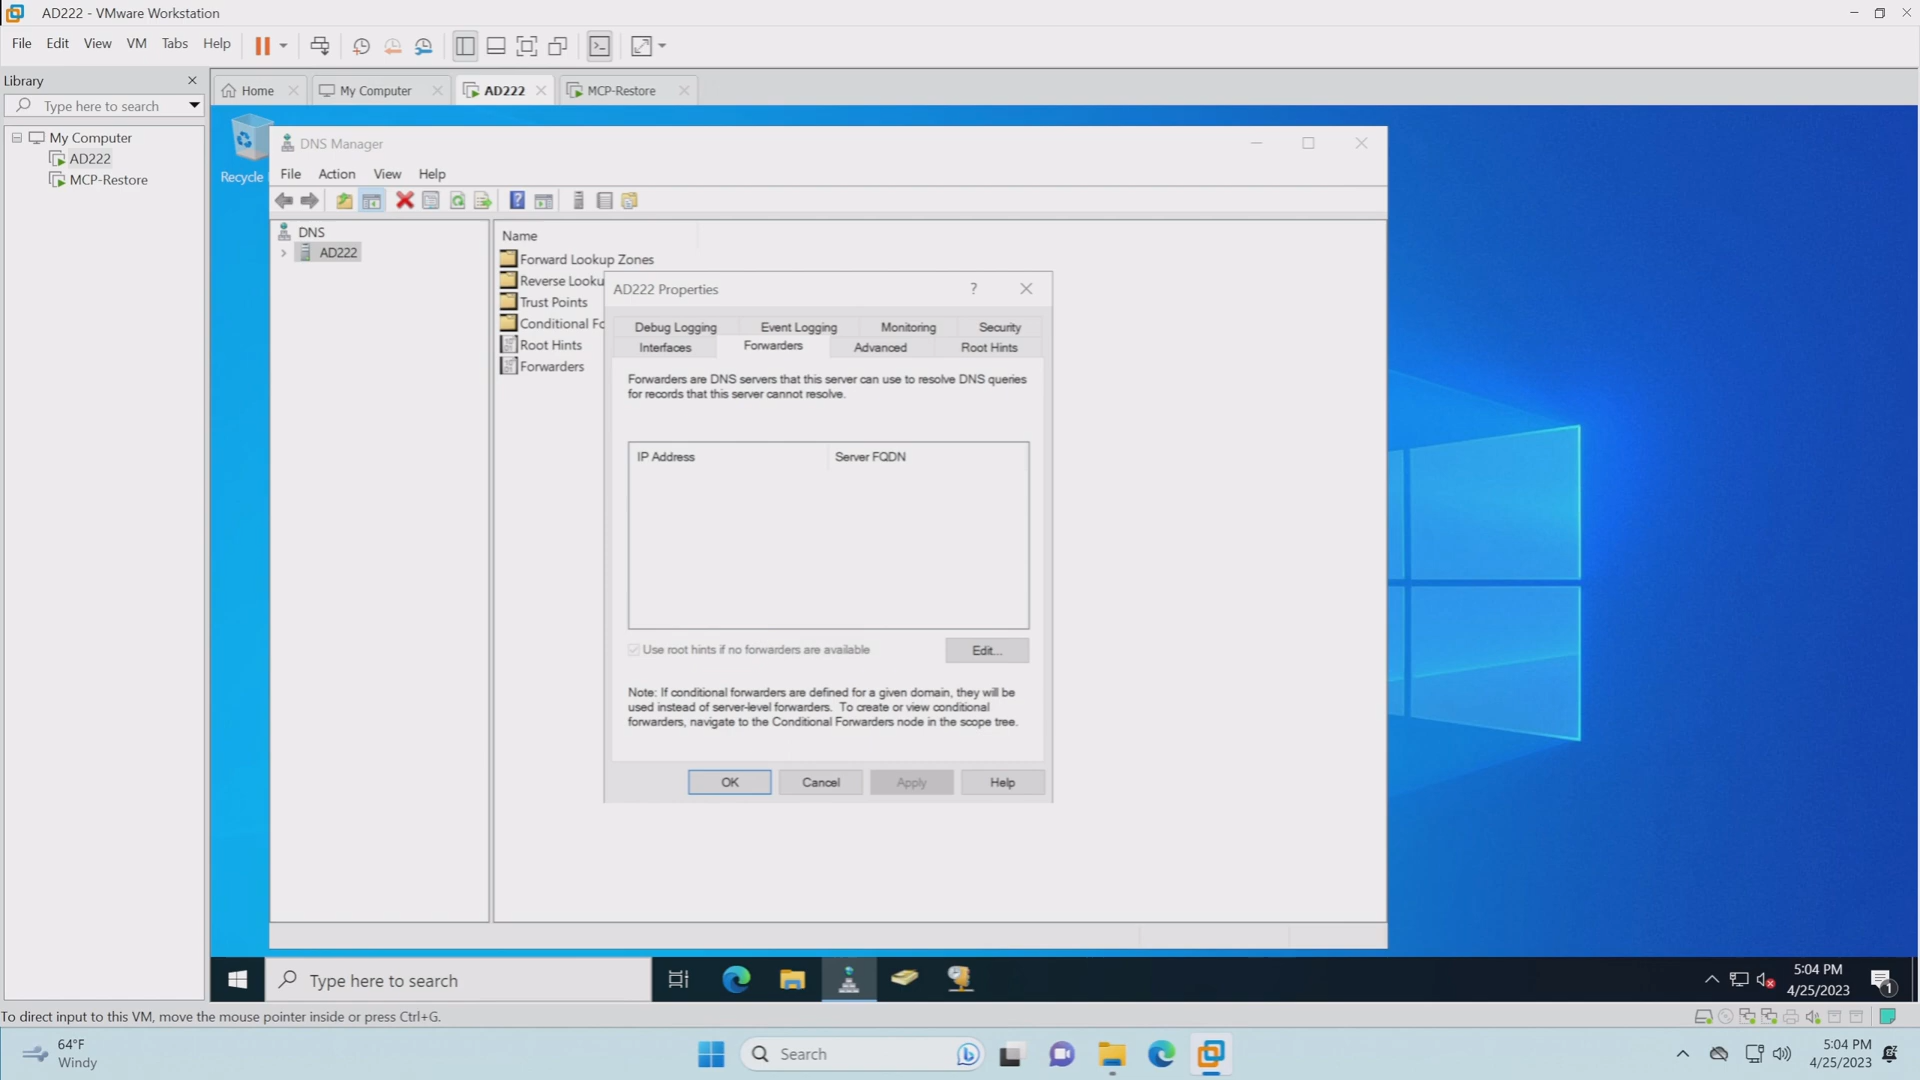 AD222 - VMware Workstation
File Edit View VM Tabs Help
Library
Home My Computer AD222 MCP-Restore
Type here to search
My Computer
AD222
MCP-Restore
Recycle
DNS Manager
File Action View Help
DNS
AD222
Name
Forward Lookup Zones
Reverse Looku
Trust Points
Conditional Fo
Root Hints
Forwarders
AD222 Properties
?
Debug Logging Event Logging Monitoring Security
Interfaces Forwarders Advanced Root Hints
Forwarders are DNS servers that this server can use to resolve DNS queries
for records that this server cannot resolve.
IP Address Server FQDN
Use root hints if no forwarders are available
Edit...
Note: If conditional forwarders are defined for a given domain, they will be
used instead of server-level forwarders. To create or view conditional
forwarders, navigate to the Conditional Forwarders node in the scope tree.
OK Cancel Apply Help
Type here to search
5:04 PM
4/25/2023
1
To direct input to this VM, move the mouse pointer inside or press Ctrl+G.
64°F
Windy
Search
5:04 PM
4/25/2023